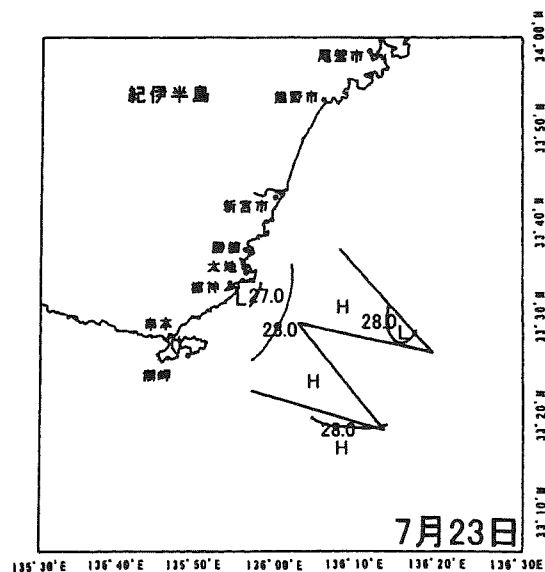 34°00'N
尾鷲市
紀伊半島
熊野市
33°50'N
新宮市
33°40'N
勝浦
太地
浦神
L 27.0
28.0
H
28.0
L
33°30'N
串本
潮岬
H
33°20'N
28.0
H
33°10'N
7月23日
135°30'E 135°40'E 135°50'E 136°00'E 136°10'E 136°20'E 136°30'E